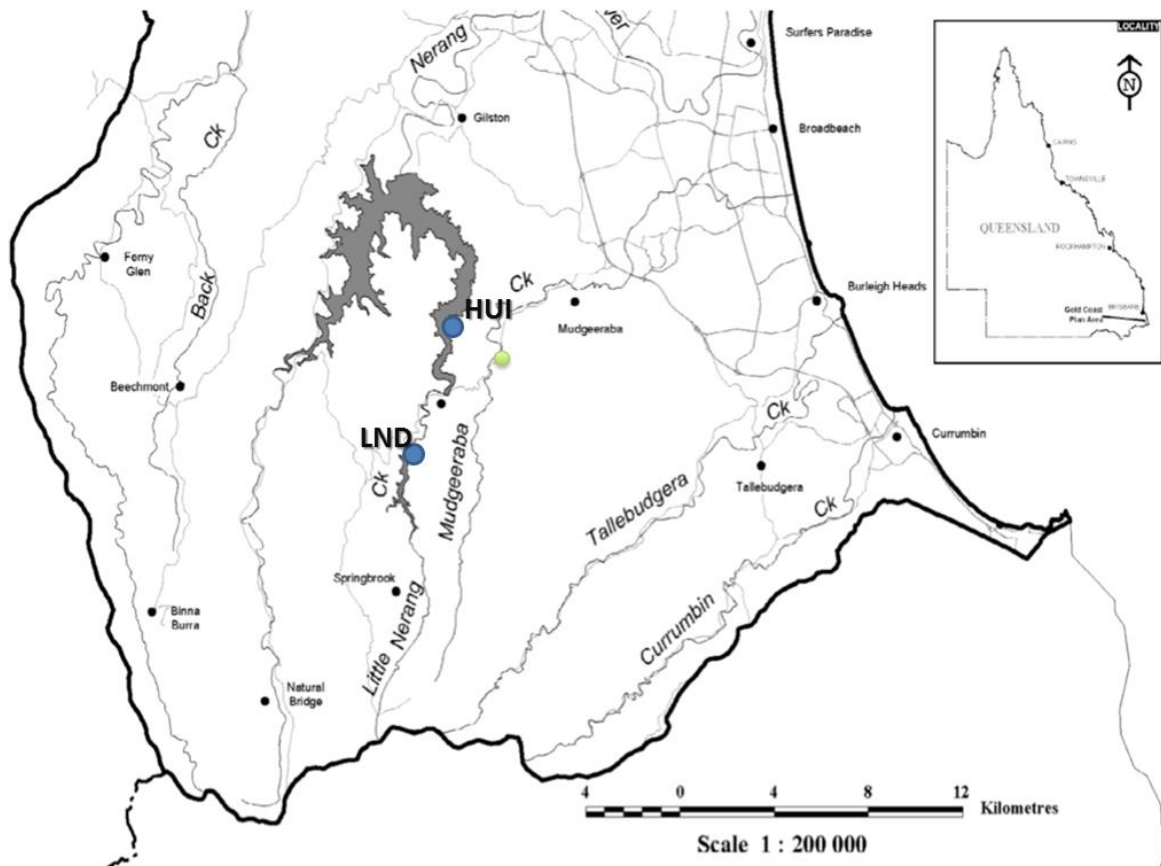 LOCALITY
N
CAIRNS
TOWNSVILLE
QUEENSLAND
ROCKHAMPTON
BRISBANE
Gold Coast
Plan Area
Surfers Paradise
Nerang
Gilston
Broadbeach
Ck
Ferny
Glen
Back
Ck
HUI
Mudgeeraba
Burleigh Heads
Beechmont
LND
Ck
Currumbin
Ck
Mudgeeraba
Tallebudgera
Tallebudgera
Ck
Springbrook
Little Nerang
Binna
Burra
Currumbin
Natural
Bridge
4 0 4 8 12
Kilometres
Scale 1 : 200 000